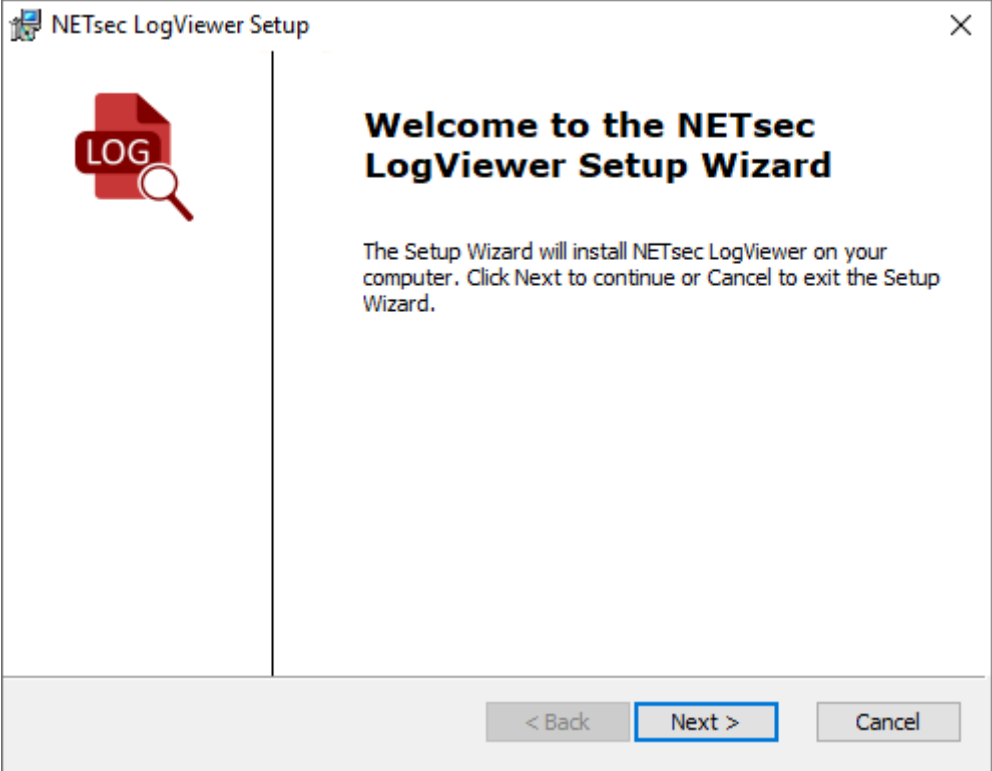 NETsec LogViewer Setup
LOG
Welcome to the NETsec
LogViewer Setup Wizard
The Setup Wizard will install NETsec LogViewer on your
computer. Click Next to continue or Cancel to exit the Setup
Wizard.
< Back
Next >
Cancel